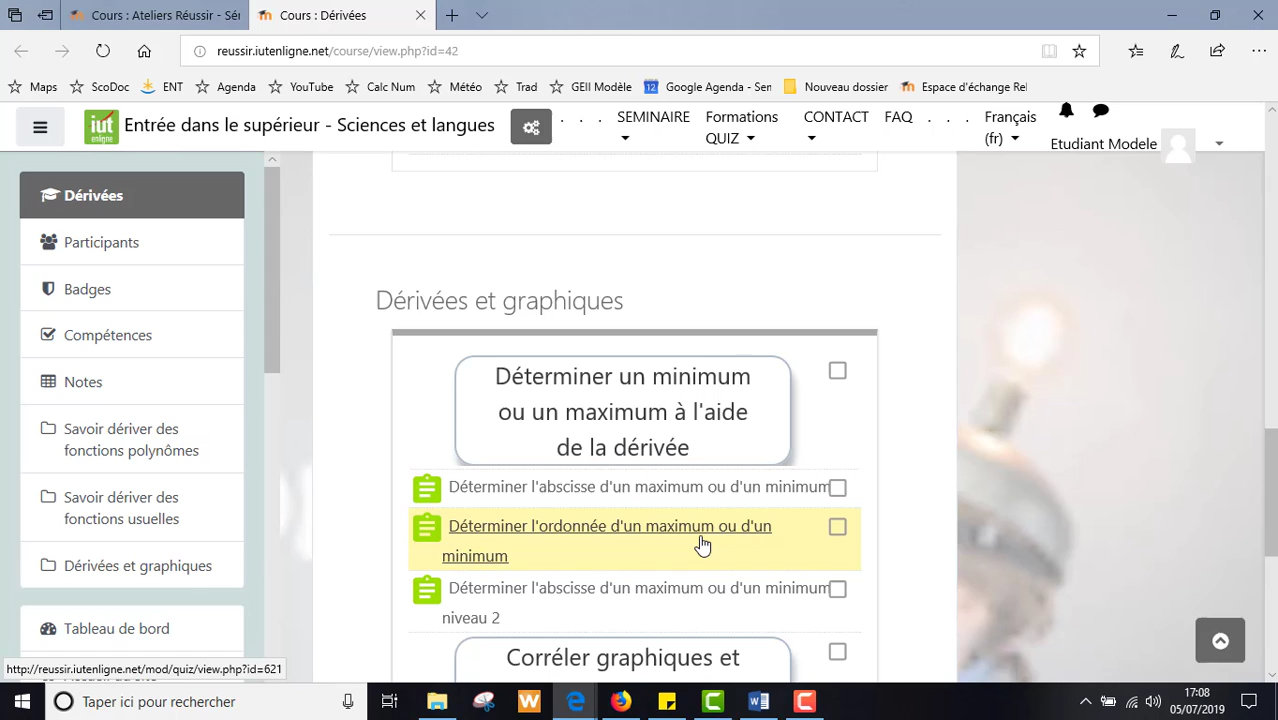 Cours : Ateliers Réussir - Sér
Cours : Dérivées
reussir.iutenligne.net/course/view.php?id=42
Maps
ScoDoc
ENT
Agenda
YouTube
Calc Num
Météo
Trad
GEII Modèle
12
Google Agenda - Sen
Nouveau dossier
Espace d'échange Rel
iut
enligne
Entrée dans le supérieur - Sciences et langues
SEMINAIRE
Formations
QUIZ
CONTACT
FAQ
Français
(fr)
Etudiant Modele
Dérivées
Participants
Badges
Compétences
Notes
Savoir dériver des
fonctions polynômes
Savoir dériver des
fonctions usuelles
Dérivées et graphiques
Tableau de bord
Dérivées et graphiques
Déterminer un minimum
ou un maximum à l'aide
de la dérivée
Déterminer l'abscisse d'un maximum ou d'un minimum
Déterminer l'ordonnée d'un maximum ou d'un
minimum
Déterminer l'abscisse d'un maximum ou d'un minimum
niveau 2
Corréler graphiques et
http://reussir.iutenligne.net/mod/quiz/view.php?id=621
Taper ici pour rechercher
17:08
05/07/2019